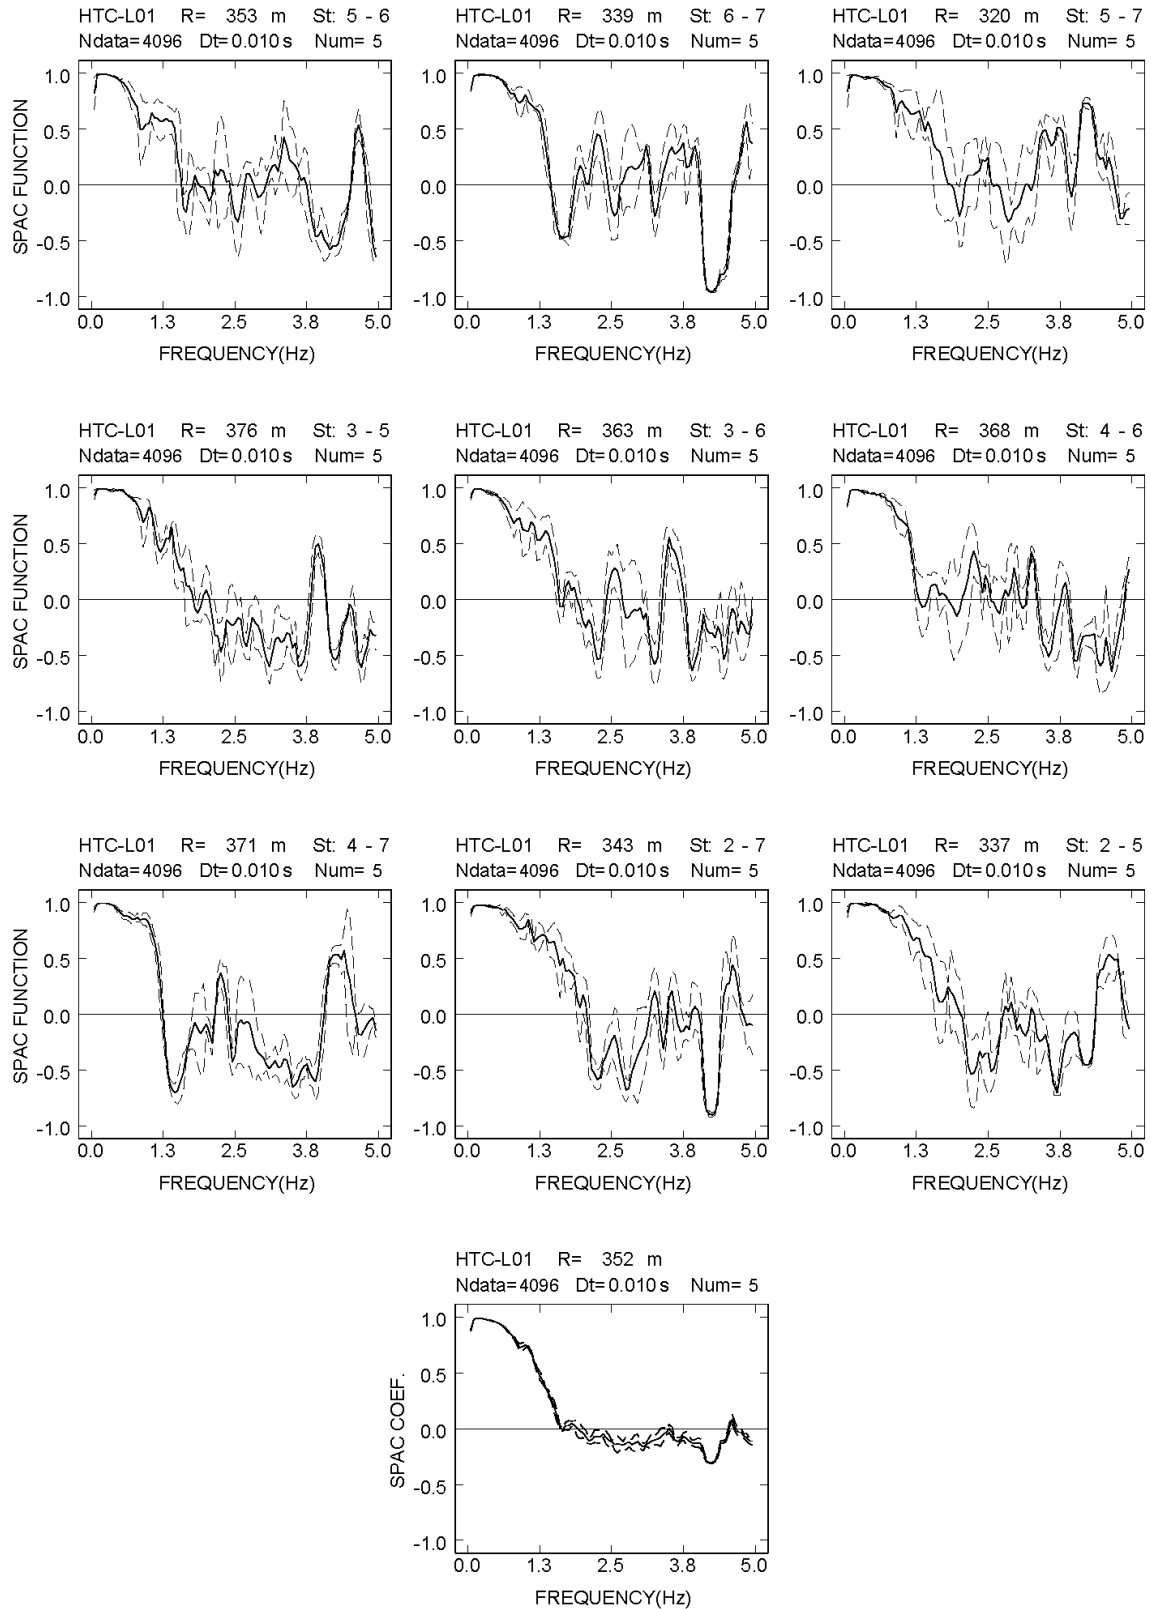 HTC-L01 R= 353 m St: 5 - 6
Ndata=4096 Dt=0.010 s Num= 5
HTC-L01 R= 339 m St: 6 - 7
Ndata=4096 Dt=0.010 s Num= 5
HTC-L01 R= 320 m St: 5 - 7
Ndata=4096 Dt=0.010 s Num= 5
SPAC FUNCTION
1.0
0.5
0.0
-0.5
-1.0
0.0 1.3 2.5 3.8 5.0
FREQUENCY(Hz)
1.0
0.5
0.0
-0.5
-1.0
0.0 1.3 2.5 3.8 5.0
FREQUENCY(Hz)
1.0
0.5
0.0
-0.5
-1.0
0.0 1.3 2.5 3.8 5.0
FREQUENCY(Hz)
HTC-L01 R= 376 m St: 3 - 5
Ndata=4096 Dt=0.010 s Num= 5
HTC-L01 R= 363 m St: 3 - 6
Ndata=4096 Dt=0.010 s Num= 5
HTC-L01 R= 368 m St: 4 - 6
Ndata=4096 Dt=0.010 s Num= 5
SPAC FUNCTION
1.0
0.5
0.0
-0.5
-1.0
0.0 1.3 2.5 3.8 5.0
FREQUENCY(Hz)
1.0
0.5
0.0
-0.5
-1.0
0.0 1.3 2.5 3.8 5.0
FREQUENCY(Hz)
1.0
0.5
0.0
-0.5
-1.0
0.0 1.3 2.5 3.8 5.0
FREQUENCY(Hz)
HTC-L01 R= 371 m St: 4 - 7
Ndata=4096 Dt=0.010 s Num= 5
HTC-L01 R= 343 m St: 2 - 7
Ndata=4096 Dt=0.010 s Num= 5
HTC-L01 R= 337 m St: 2 - 5
Ndata=4096 Dt=0.010 s Num= 5
SPAC FUNCTION
1.0
0.5
0.0
-0.5
-1.0
0.0 1.3 2.5 3.8 5.0
FREQUENCY(Hz)
1.0
0.5
0.0
-0.5
-1.0
0.0 1.3 2.5 3.8 5.0
FREQUENCY(Hz)
1.0
0.5
0.0
-0.5
-1.0
0.0 1.3 2.5 3.8 5.0
FREQUENCY(Hz)
HTC-L01 R= 352 m
Ndata=4096 Dt=0.010 s Num= 5
SPAC COEF.
1.0
0.5
0.0
-0.5
-1.0
0.0 1.3 2.5 3.8 5.0
FREQUENCY(Hz)